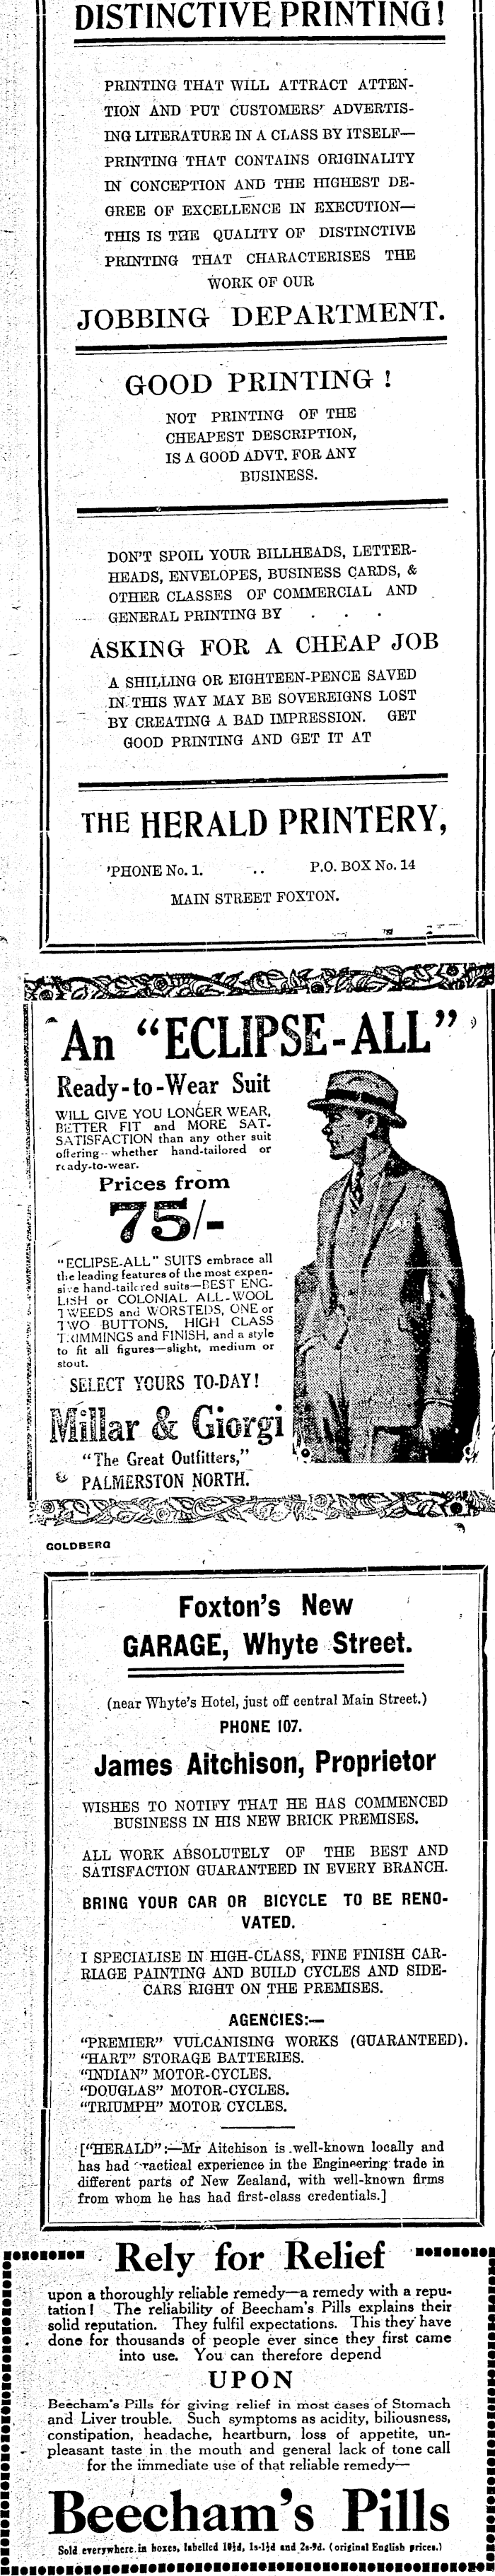 DISTINCTIVE PRINTING!
PRINTING THAT WILL ATTRACT ATTEN-
TION AND PUT CUSTOMERS' ADVERTIS-
ING LITERATURE IN A CLASS BY ITSELF—
PRINTING THAT CONTAINS ORIGINALITY
IN CONCEPTION AND THE HIGHEST DE-
GREE OF EXCELLENCE IN EXECUTION—
THIS IS THE QUALITY OF DISTINCTIVE
PRINTING THAT CHARACTERISES THE
WORK OF OUR
JOBBING DEPARTMENT.
GOOD PRINTING!
NOT PRINTING OF THE
CHEAPEST DESCRIPTION,
IS A GOOD ADVT. FOR ANY
BUSINESS.
DON'T SPOIL YOUR BILLHEADS, LETTER-
HEADS, ENVELOPES, BUSINESS CARDS, &
OTHER CLASSES OF COMMERCIAL AND
GENERAL PRINTING BY . . .
ASKING FOR A CHEAP JOB
A SHILLING OR EIGHTEEN-PENCE SAVED
IN THIS WAY MAY BE SOVEREIGNS LOST
BY CREATING A BAD IMPRESSION. GET
GOOD PRINTING AND GET IT AT
THE HERALD PRINTERY,
'PHONE No. 1. .. P.O. BOX No. 14
MAIN STREET FOXTON.
An "ECLIPSE-ALL"
Ready-to-Wear Suit
WILL GIVE YOU LONGER WEAR,
BETTER FIT and MORE SAT-
SATISFACTION than any other suit
offering—whether hand-tailored or
ready-to-wear.
Prices from
75/-
"ECLIPSE-ALL" SUITS embrace all
the leading features of the most expen-
sive hand-tailored suits—BEST ENG-
LISH or COLONIAL ALL-WOOL
TWEEDS and WORSTEDS, ONE or
TWO BUTTONS, HIGH CLASS
TRIMMINGS and FINISH, and a style
to fit all figures—slight, medium or
stout.
SELECT YOURS TO-DAY!
Millar & Giorgi
"The Great Outfitters,"
PALMERSTON NORTH.
GOLDBERG
Foxton's New
GARAGE, Whyte Street.
(near Whyte's Hotel, just off central Main Street.)
PHONE 107.
James Aitchison, Proprietor
WISHES TO NOTIFY THAT HE HAS COMMENCED
BUSINESS IN HIS NEW BRICK PREMISES.
ALL WORK ABSOLUTELY OF THE BEST AND
SATISFACTION GUARANTEED IN EVERY BRANCH.
BRING YOUR CAR OR BICYCLE TO BE RENO-
VATED.
I SPECIALISE IN HIGH-CLASS, FINE FINISH CAR-
RIAGE PAINTING AND BUILD CYCLES AND SIDE-
CARS RIGHT ON THE PREMISES.
AGENCIES:—
"PREMIER" VULCANISING WORKS (GUARANTEED).
"HART" STORAGE BATTERIES.
"INDIAN" MOTOR-CYCLES.
"DOUGLAS" MOTOR-CYCLES.
"TRIUMPH" MOTOR CYCLES.
["HERALD":—Mr Aitchison is well-known locally and
has had practical experience in the Engineering trade in
different parts of New Zealand, with well-known firms
from whom he has had first-class credentials.]
Rely for Relief
upon a thoroughly reliable remedy—a remedy with a repu-
tation! The reliability of Beecham's Pills explains their
solid reputation. They fulfil expectations. This they have
done for thousands of people ever since they first came
into use. You can therefore depend
UPON
Beecham's Pills for giving relief in most cases of Stomach
and Liver trouble. Such symptoms as acidity, biliousness,
constipation, headache, heartburn, loss of appetite, un-
pleasant taste in the mouth and general lack of tone call
for the immediate use of that reliable remedy—
Beecham's Pills
Sold everywhere in boxes, labelled 10½d, 1s-1½d and 2s-9d. (original English prices.)